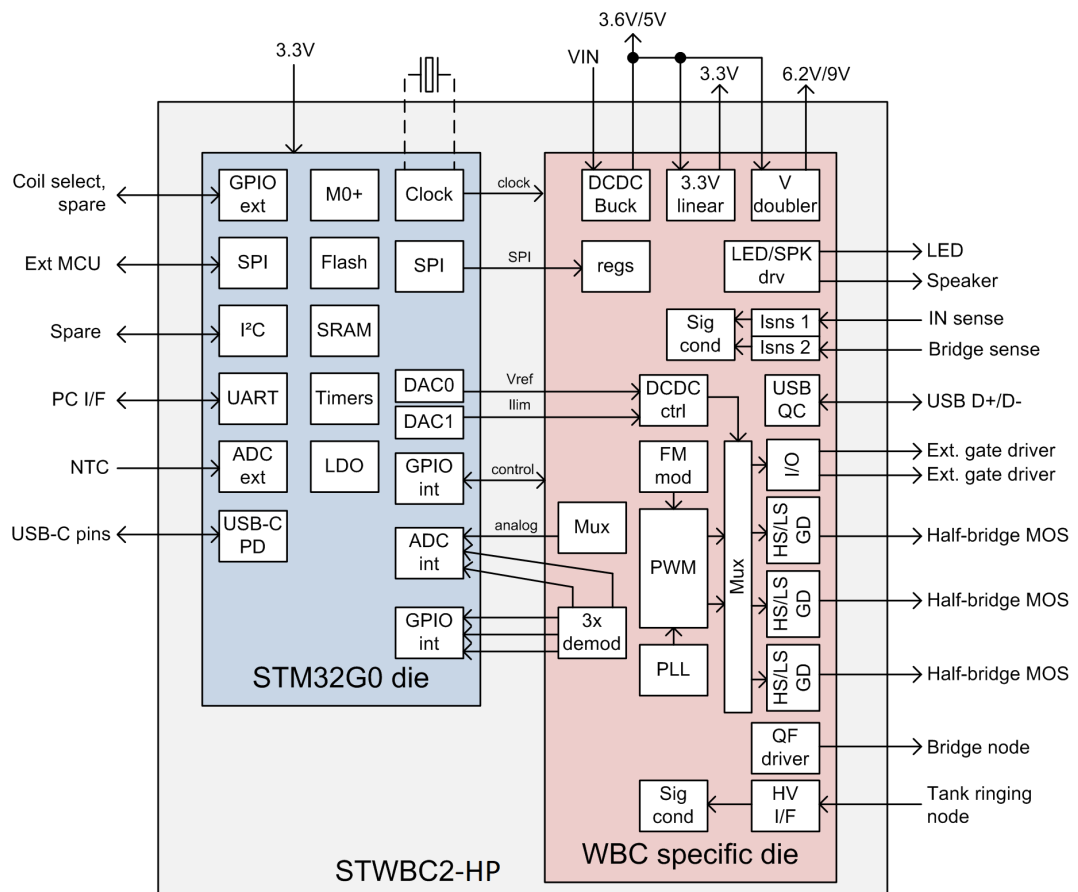 3.6V/5V
3.3V
VIN
3.3V
6.2V/9V
Coil select,
spare
GPIO
ext
M0+
Clock
clock
DCDC
Buck
3.3V
linear
V
doubler
Ext MCU
SPI
Flash
SPI
SPI
regs
LED/SPK
drv
LED
Speaker
Spare
I²C
SRAM
Sig
cond
Isns 1
Isns 2
IN sense
Bridge sense
PC I/F
UART
Timers
DAC0
DAC1
Vref
Ilim
DCDC
ctrl
USB
QC
USB D+/D-
NTC
ADC
ext
LDO
GPIO
int
control
FM
mod
I/O
Ext. gate driver
Ext. gate driver
USB-C pins
USB-C
PD
ADC
int
analog
Mux
PWM
Mux
HS/LS
GD
Half-bridge MOS
HS/LS
GD
Half-bridge MOS
GPIO
int
3x
demod
PLL
HS/LS
GD
Half-bridge MOS
STM32G0 die
QF
driver
Bridge node
Sig
cond
HV
I/F
Tank ringing
node
WBC specific die
STWBC2-HP